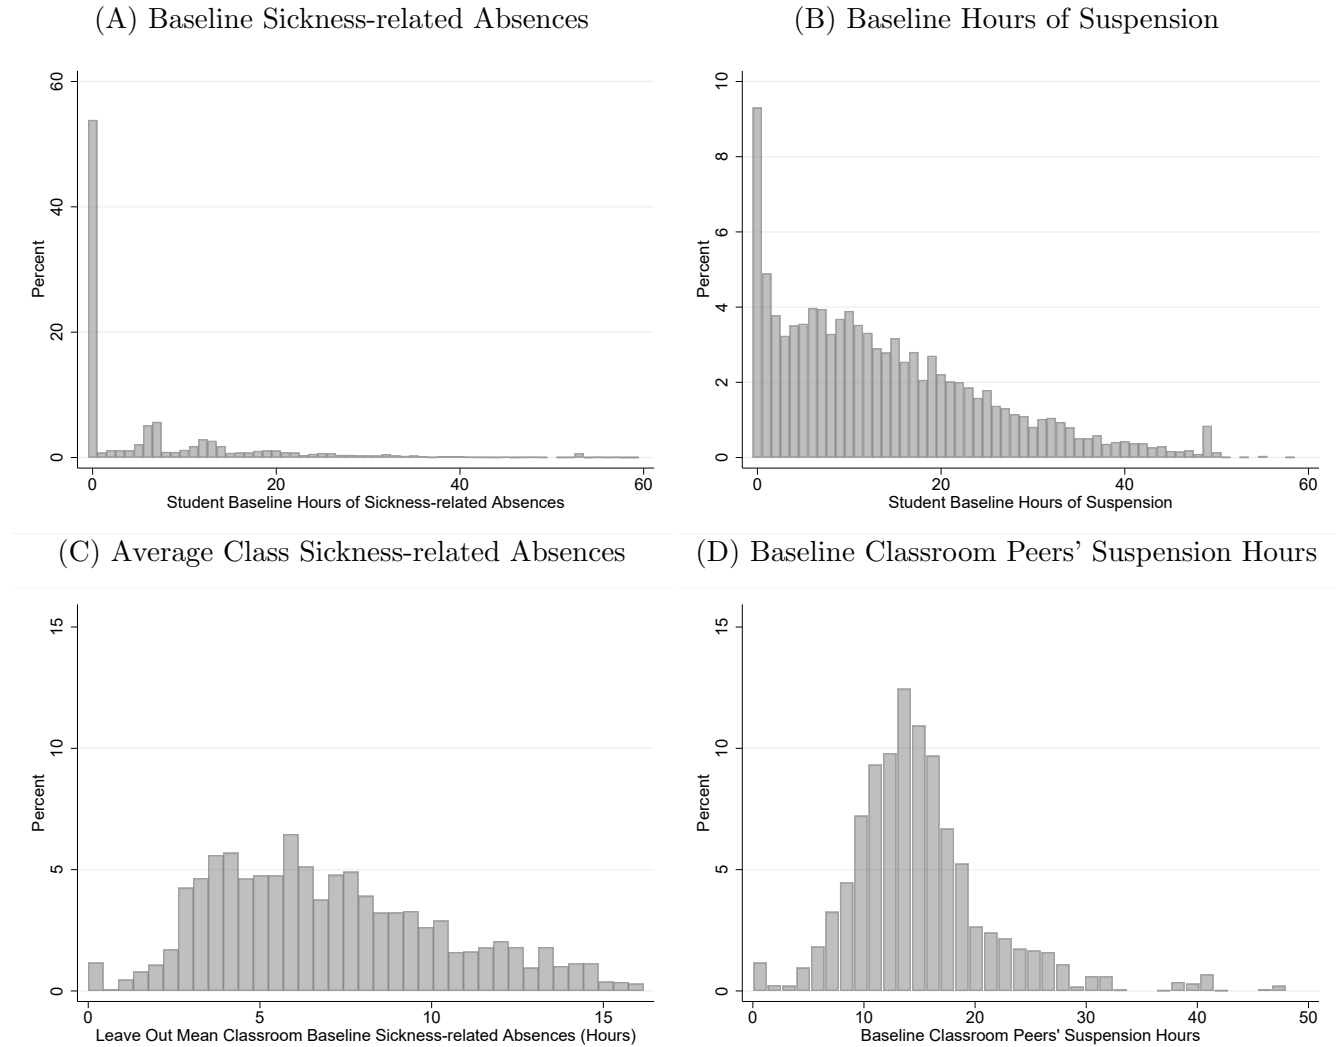 (A) Baseline Sickness-related Absences
Percent
60
40
20
0
0 20 40 60
Student Baseline Hours of Sickness-related Absences
(B) Baseline Hours of Suspension
Percent
10
8
6
4
2
0
0 20 40 60
Student Baseline Hours of Suspension
(C) Average Class Sickness-related Absences
Percent
15
10
5
0
0 5 10 15
Leave Out Mean Classroom Baseline Sickness-related Absences (Hours)
(D) Baseline Classroom Peers' Suspension Hours
Percent
15
10
5
0
0 10 20 30 40 50
Baseline Classroom Peers' Suspension Hours